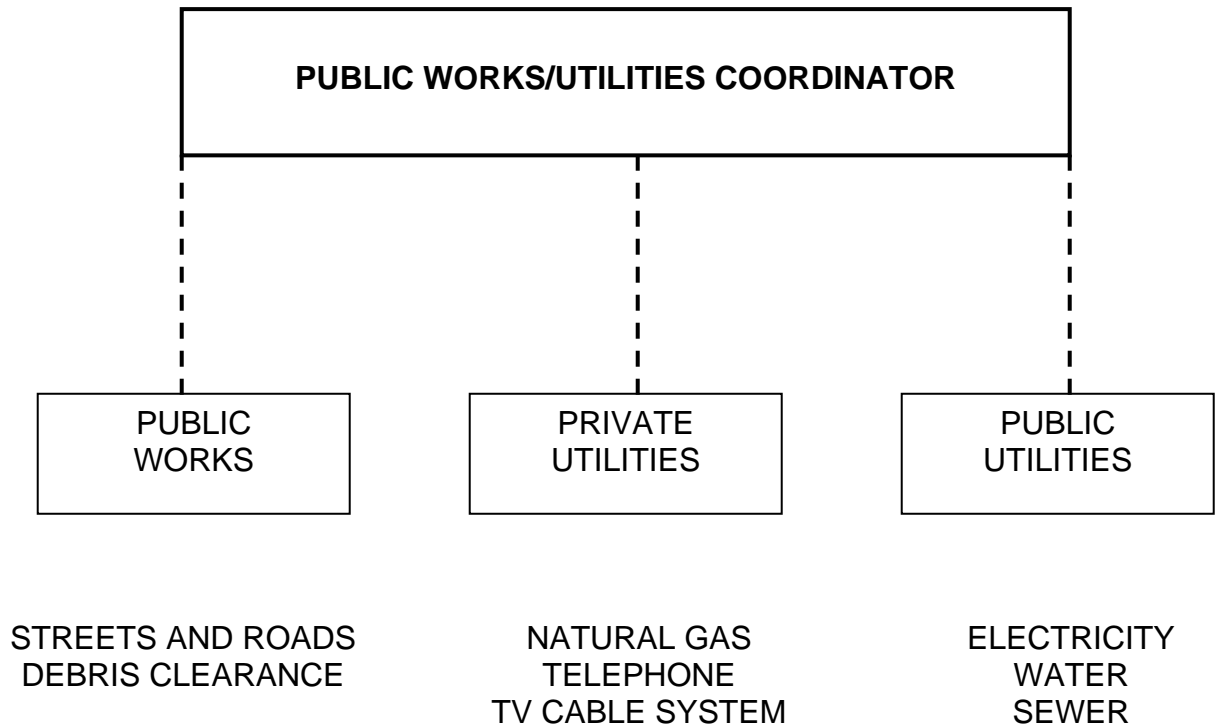 PUBLIC WORKS/UTILITIES COORDINATOR
PUBLIC
WORKS
PRIVATE
UTILITIES
PUBLIC
UTILITIES
STREETS AND ROADS
DEBRIS CLEARANCE
NATURAL GAS
TELEPHONE
TV CABLE SYSTEM
ELECTRICITY
WATER
SEWER